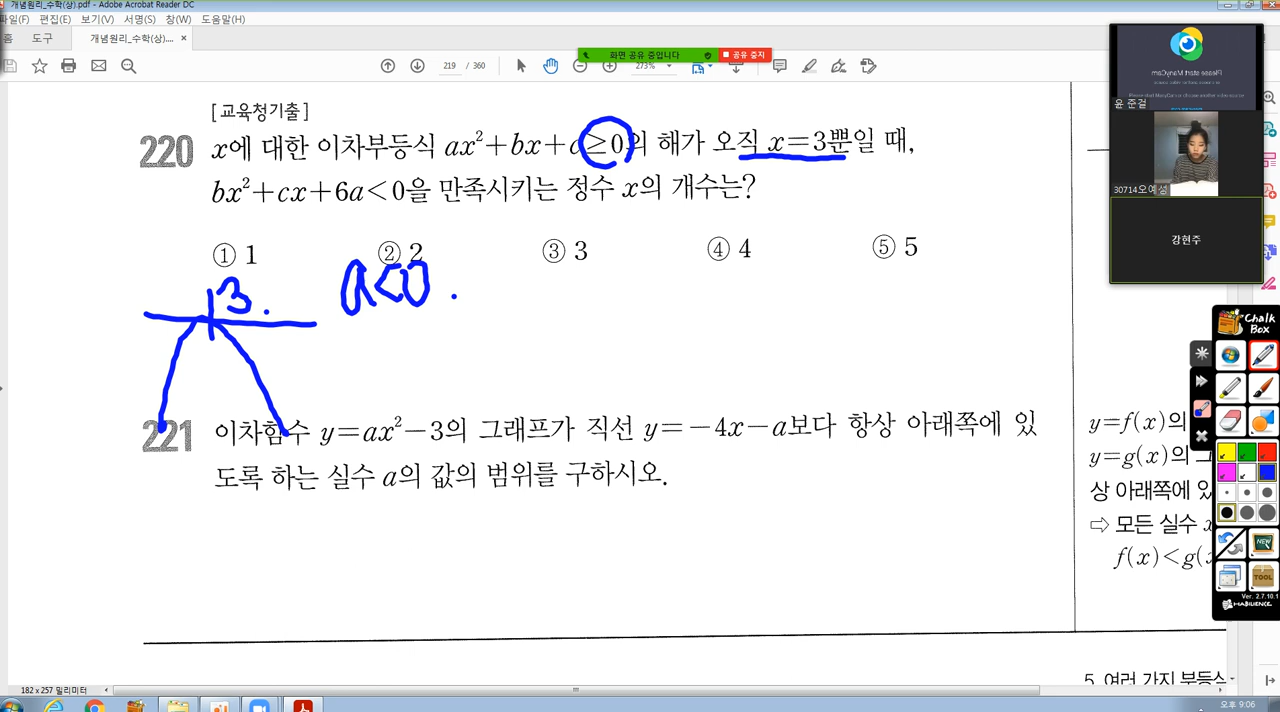 개념원리_수학(상).pdf - Adobe Acrobat Reader DC
파일(F) 편집(E) 보기(V) 서명(S) 창(W) 도움말(H)
홈 도구 개념원리_수학(상).... ×
219 / 360
화면 공유 중입니다 공유 중지
273%
[교육청기출]
220 x에 대한 이차부등식 ax²+bx+c≥0의 해가 오직 x=3뿐일 때,
bx²+cx+6a<0을 만족시키는 정수 x의 개수는?
① 1 ② 2 ③ 3 ④ 4 ⑤ 5
3. a<0.
221 이차함수 y=ax²-3의 그래프가 직선 y=-4x-a보다 항상 아래쪽에 있
도록 하는 실수 a의 값의 범위를 구하시오.
y=f(x)의
y=g(x)의 그
상 아래쪽에 있
⇨ 모든 실수 x
f(x)<g(x
5. 여러 가지 부등식
윤 준걸
30714오예성
강현주
Chalk
Box
NEW
TOOL
Ver. 2.7.10.1
HABILIENCE
182 x 257 밀리미터
오후 9:06